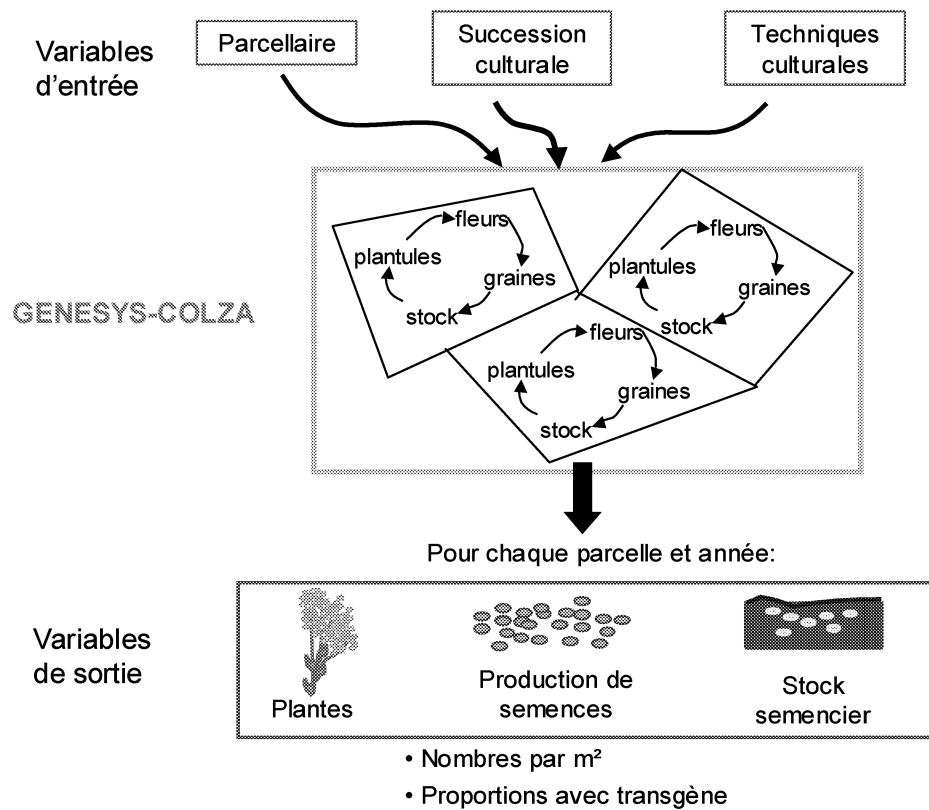 Variables
d'entrée
Parcellaire
Succession
culturale
Techniques
culturales
GENESYS-COLZA
fleurs
plantules
graines
stock
fleurs
plantules
graines
stock
fleurs
plantules
graines
stock
Pour chaque parcelle et année:
Variables
de sortie
Plantes
Production de
semences
Stock
semencier
• Nombres par m²
• Proportions avec transgène